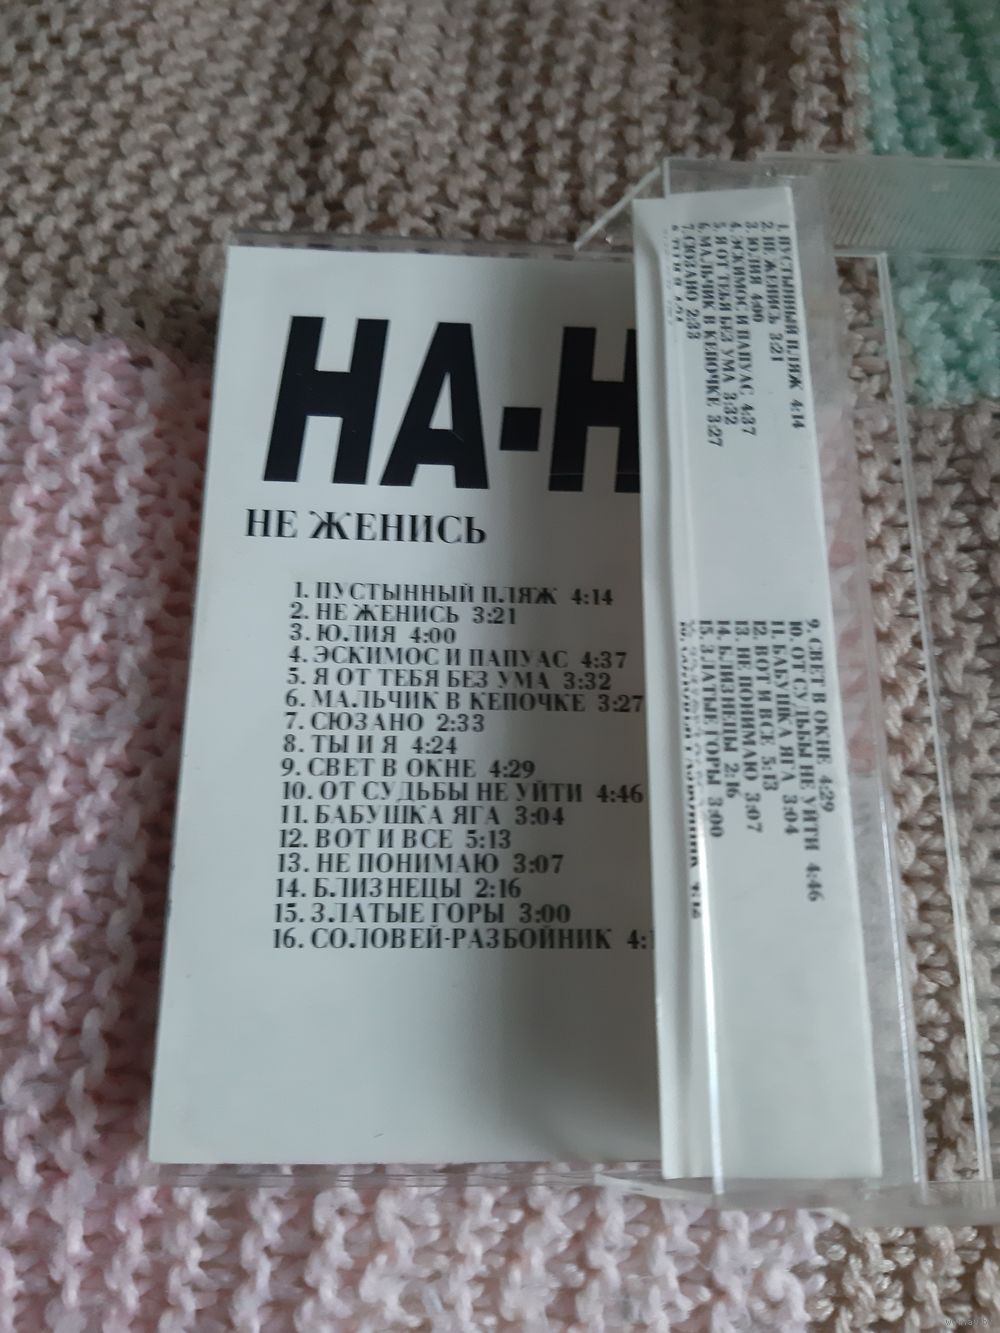 НА-Н
НЕ ЖЕНИСЬ
1. ПУСТЫННЫЙ ПЛЯЖ 4:14
2. НЕ ЖЕНИСЬ 3:21
3. ЮЛИЯ 4:00
4. ЭСКИМОС И ПАПУАС 4:37
5. Я ОТ ТЕБЯ БЕЗ УМА 3:32
6. МАЛЬЧИК В КЕПОЧКЕ 3:27
7. СЮЗАНО 2:33
8. ТЫ И Я 4:24
9. СВЕТ В ОКНЕ 4:29
10. ОТ СУДЬБЫ НЕ УЙТИ 4:46
11. БАБУШКА ЯГА 3:04
12. ВОТ И ВСЕ 5:13
13. НЕ ПОНИМАЮ 3:07
14. БЛИЗНЕЦЫ 2:16
15. ЗЛАТЫЕ ГОРЫ 3:00
16. СОЛОВЕЙ-РАЗБОЙНИК 4:1
1. ПУСТЫННЫЙ ПЛЯЖ 4:14
2. НЕ ЖЕНИСЬ 3:21
3. ЮЛИЯ 4:00
4. ЭСКИМОС И ПАПУАС 4:37
5. Я ОТ ТЕБЯ БЕЗ УМА 3:32
6. МАЛЬЧИК В КЕПОЧКЕ 3:27
7. СЮЗАНО 2:33
9. СВЕТ В ОКНЕ 4:29
10. ОТ СУДЬБЫ НЕ УЙТИ 4:46
11. БАБУШКА ЯГА 3:04
12. ВОТ И ВСЕ 5:13
13. НЕ ПОНИМАЮ 3:07
14. БЛИЗНЕЦЫ 2:16
15. ЗЛАТЫЕ ГОРЫ 3:00